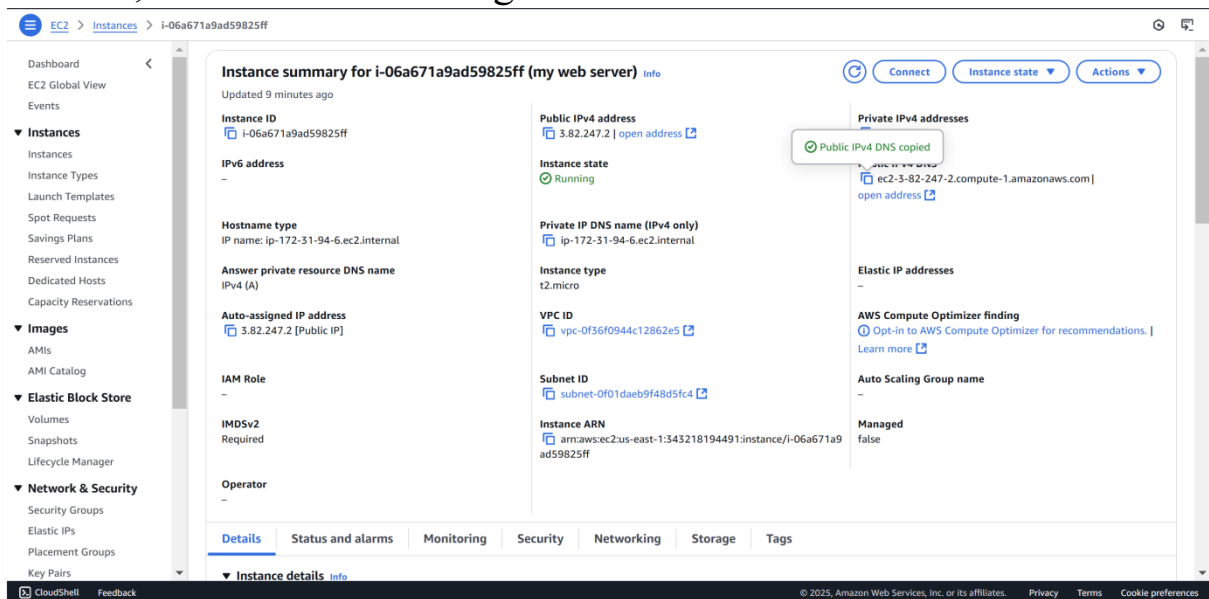 EC2 > Instances > i-06a671a9ad59825ff
Dashboard
EC2 Global View
Events
Instances
Instances
Instance Types
Launch Templates
Spot Requests
Savings Plans
Reserved Instances
Dedicated Hosts
Capacity Reservations
Images
AMIs
AMI Catalog
Elastic Block Store
Volumes
Snapshots
Lifecycle Manager
Network & Security
Security Groups
Elastic IPs
Placement Groups
Key Pairs
Instance summary for i-06a671a9ad59825ff (my web server) Info
Connect
Instance state
Actions
Updated 9 minutes ago
Instance ID
i-06a671a9ad59825ff
Public IPv4 address
3.82.247.2 | open address
Private IPv4 addresses
Public IPv4 DNS copied
IPv6 address
–
Instance state
Running
ec2-3-82-247-2.compute-1.amazonaws.com |
open address
Hostname type
IP name: ip-172-31-94-6.ec2.internal
Private IP DNS name (IPv4 only)
ip-172-31-94-6.ec2.internal
Answer private resource DNS name
IPv4 (A)
Instance type
t2.micro
Elastic IP addresses
–
Auto-assigned IP address
3.82.247.2 [Public IP]
VPC ID
vpc-0f36f0944c12862e5
AWS Compute Optimizer finding
Opt-in to AWS Compute Optimizer for recommendations. |
Learn more
IAM Role
–
Subnet ID
subnet-0f01daeb9f48d5fc4
Auto Scaling Group name
–
IMDSv2
Required
Instance ARN
arn:aws:ec2:us-east-1:343218194491:instance/i-06a671a9
ad59825ff
Managed
false
Operator
–
Details
Status and alarms
Monitoring
Security
Networking
Storage
Tags
Instance details Info
CloudShell
Feedback
© 2025, Amazon Web Services, Inc. or its affiliates.
Privacy
Terms
Cookie preferences